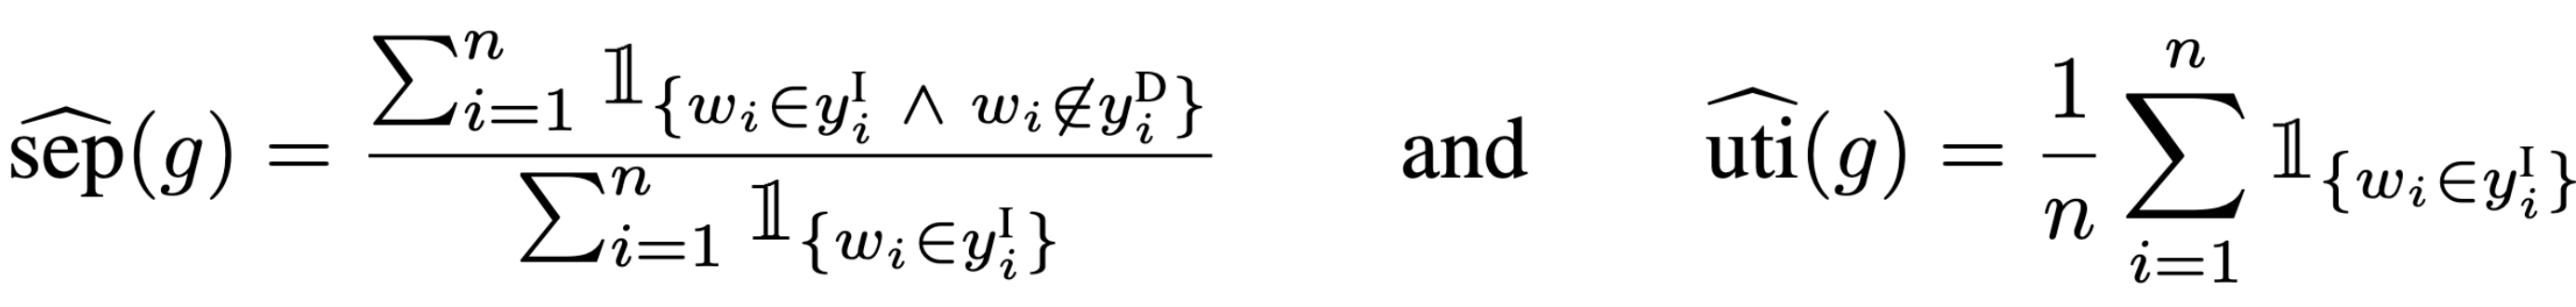 $\widehat{\text{sep}}(g) = \frac{\sum_{i=1}^{n} \mathbb{1}_{\{w_i \in y_i^{\text{I}} \wedge w_i \notin y_i^{\text{D}}\}}}{\sum_{i=1}^{n} \mathbb{1}_{\{w_i \in y_i^{\text{I}}\}}}$ and $\widehat{\text{uti}}(g) = \frac{1}{n} \sum_{i=1}^{n} \mathbb{1}_{\{w_i \in y_i^{\text{I}}\}}$